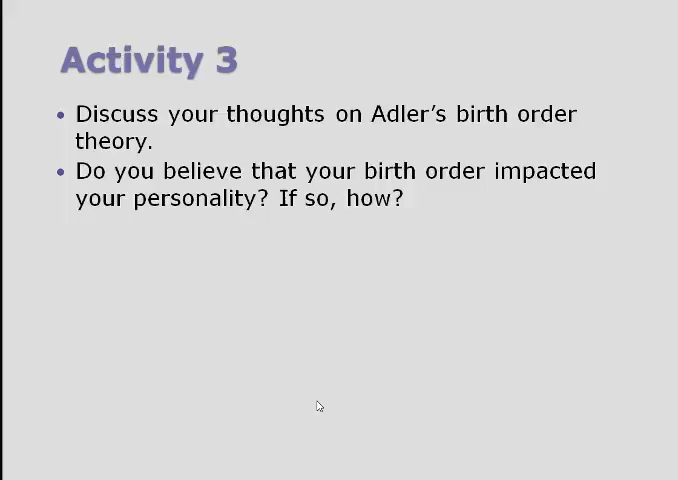 Activity 3
• Discuss your thoughts on Adler’s birth order
theory.
• Do you believe that your birth order impacted
your personality? If so, how?